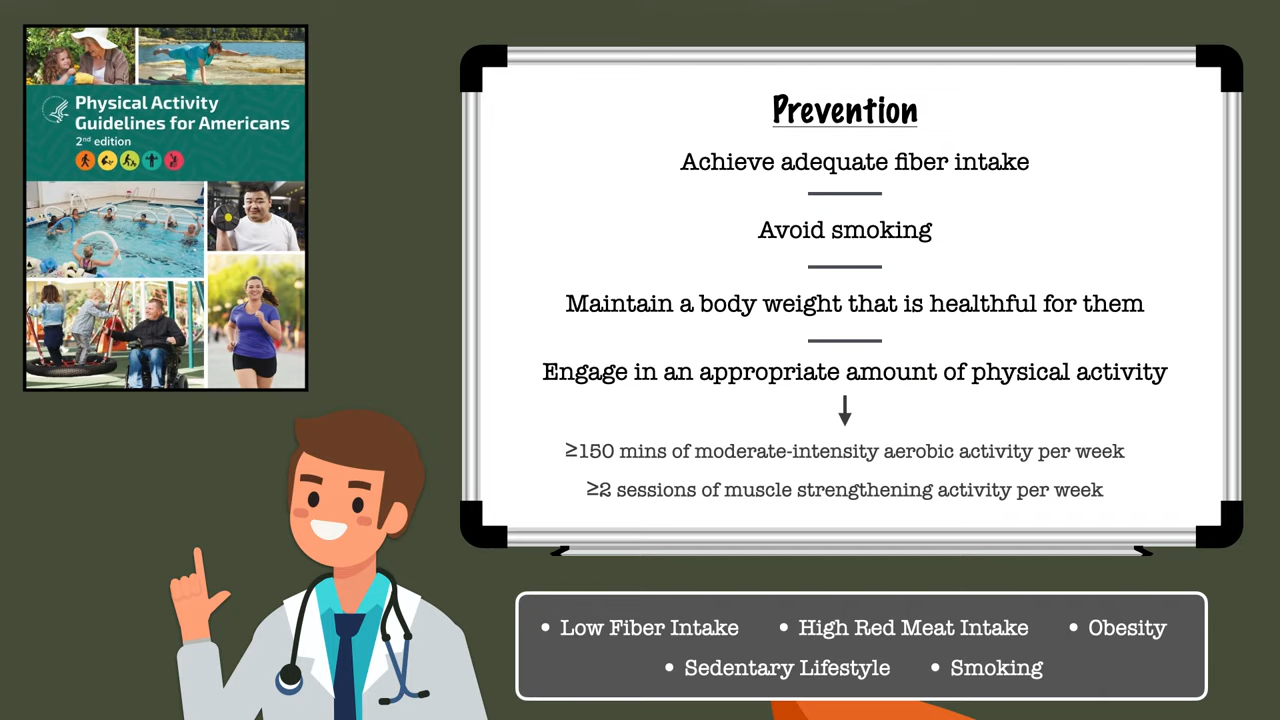 Physical Activity
Guidelines for Americans
2nd edition
Prevention
Achieve adequate fiber intake
Avoid smoking
Maintain a body weight that is healthful for them
Engage in an appropriate amount of physical activity
≥150 mins of moderate-intensity aerobic activity per week
≥2 sessions of muscle strengthening activity per week
• Low Fiber Intake • High Red Meat Intake • Obesity
• Sedentary Lifestyle • Smoking